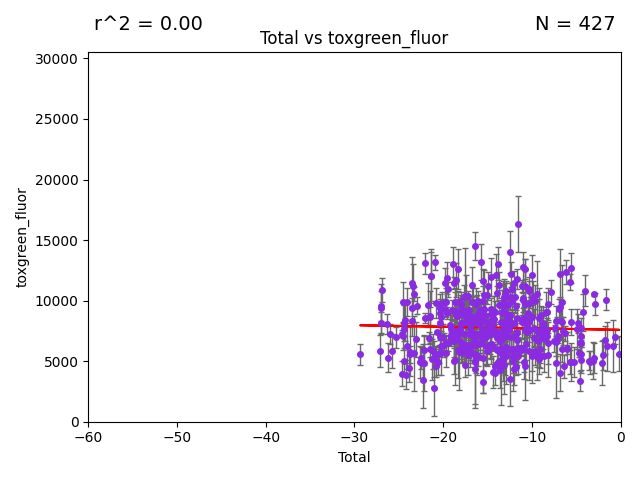 r^2 = 0.00
N = 427
Total vs toxgreen_fluor
30000
25000
20000
15000
10000
5000
0
toxgreen_fluor
−60
−50
−40
−30
−20
−10
0
Total